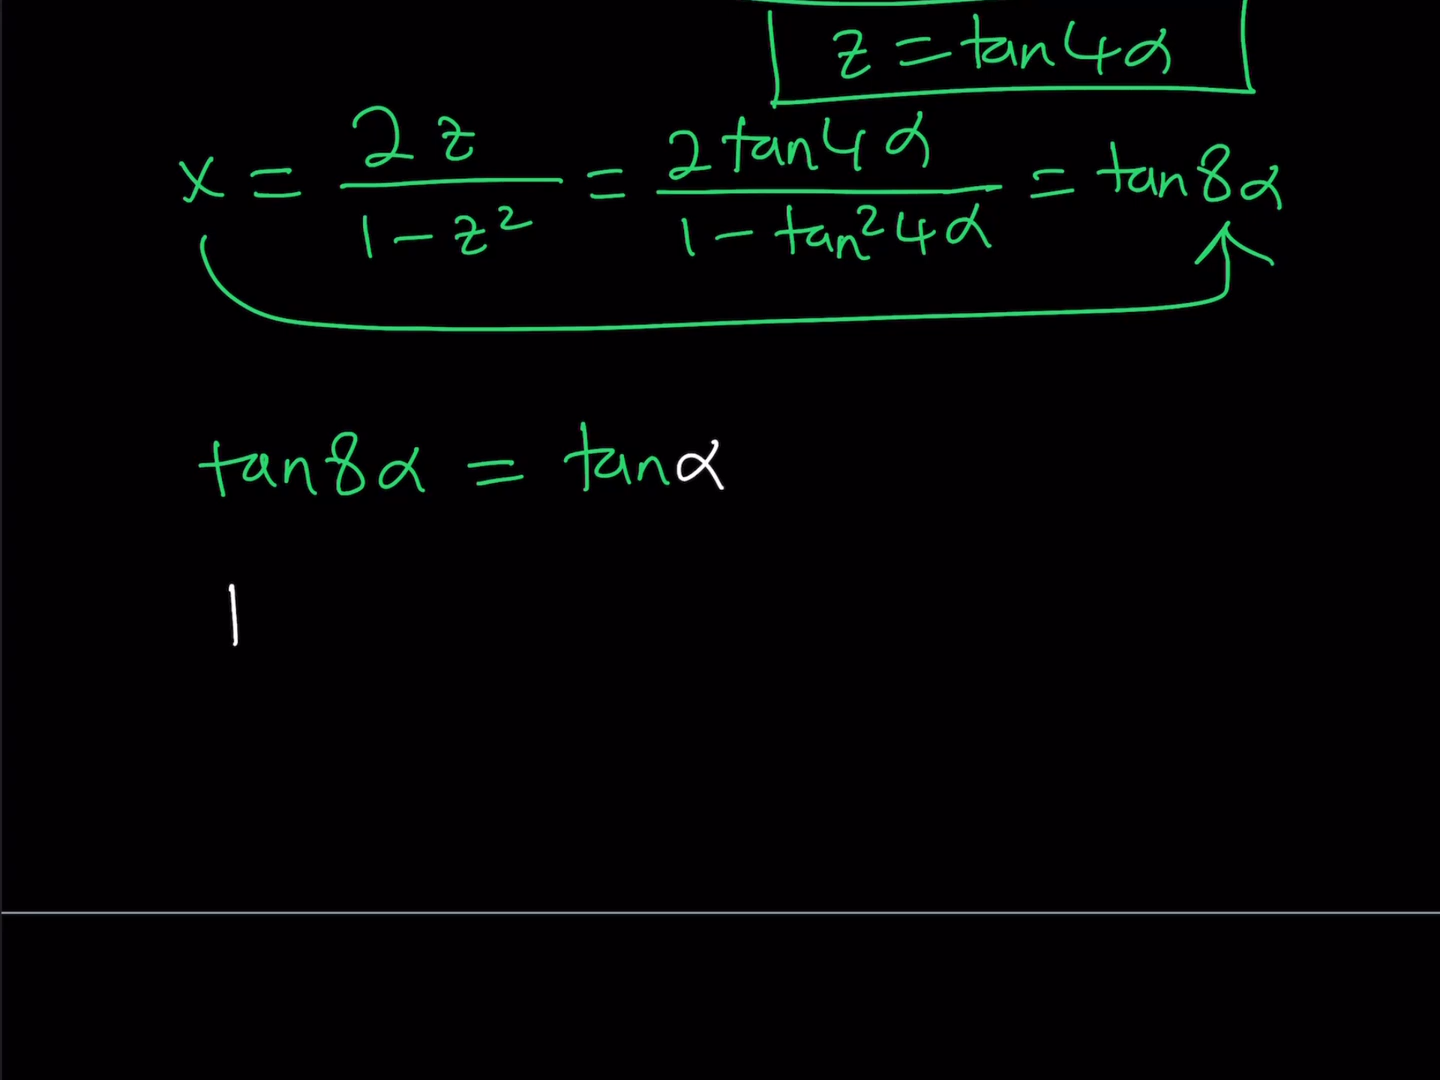 z = tan4α
x = 2z / 1 - z² = 2tan4α / 1 - tan²4α = tan8α
tan8α = tanα
|